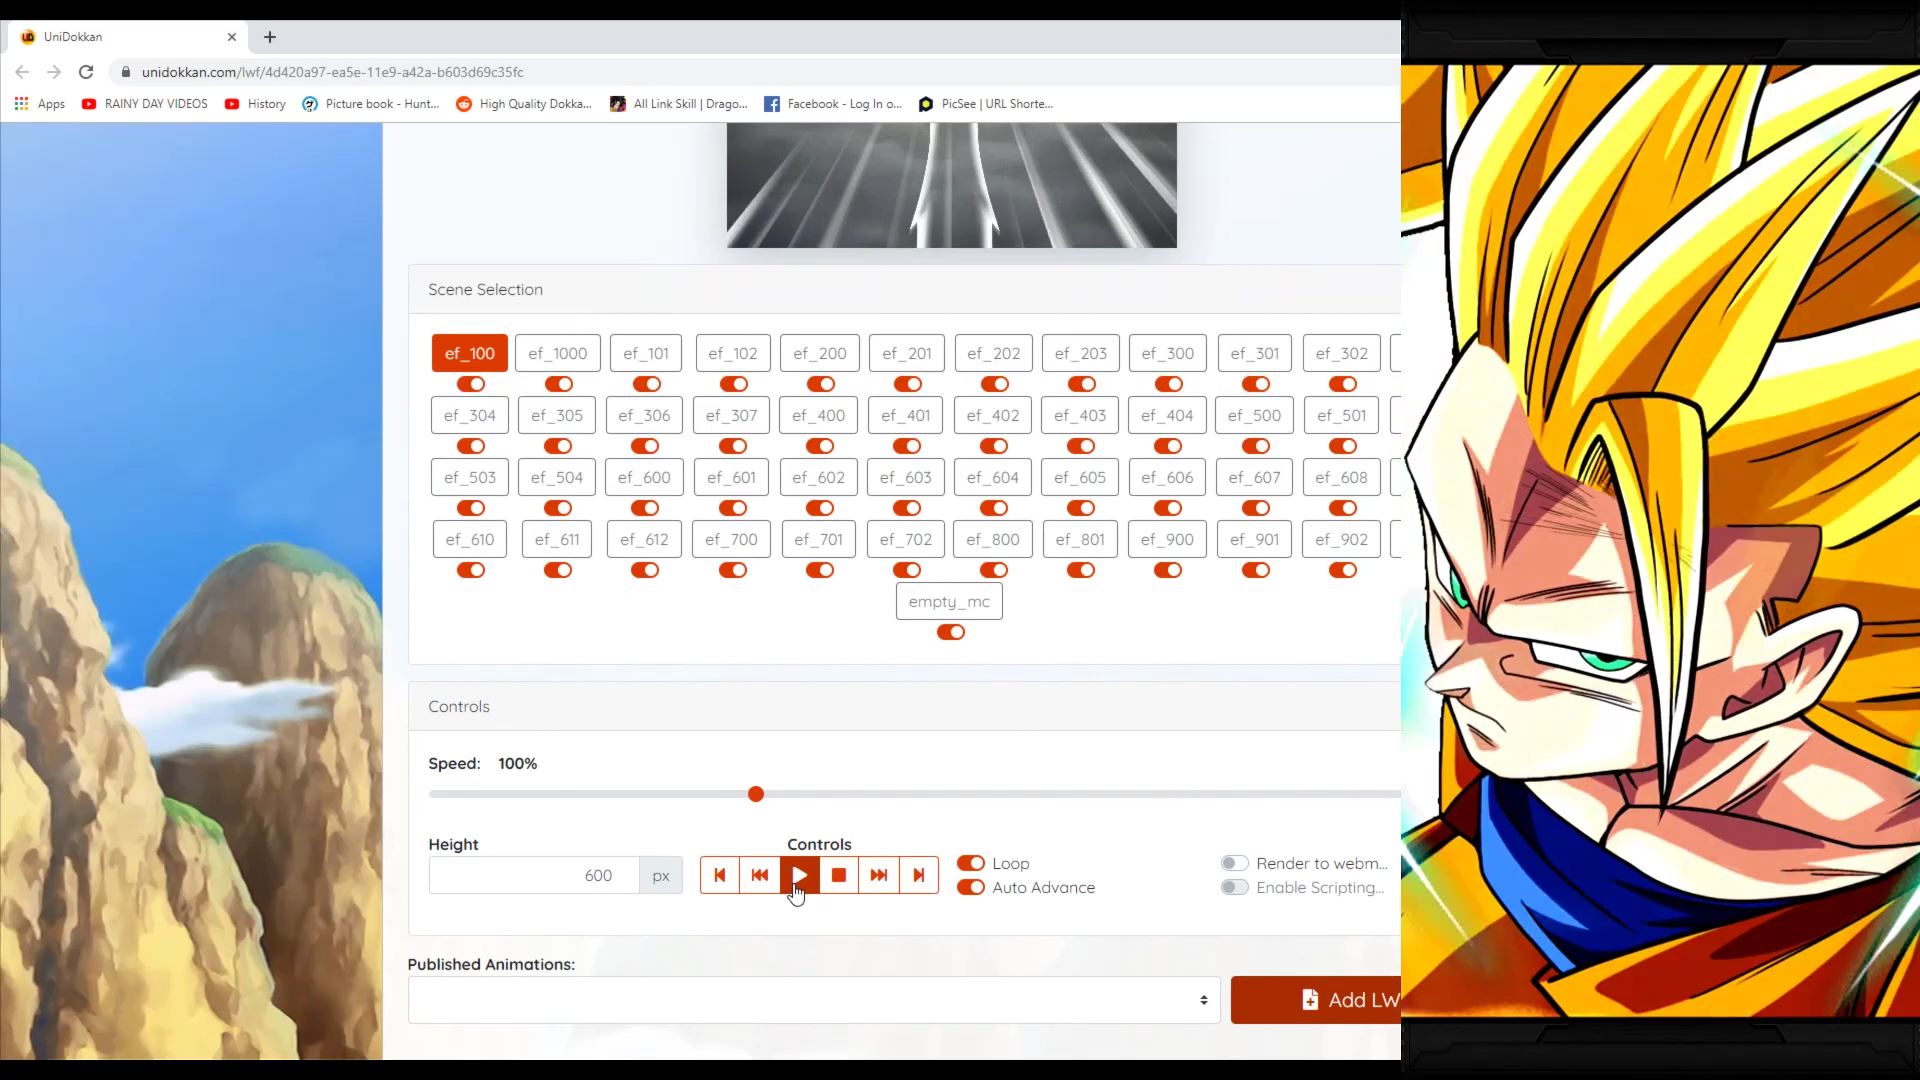 UniDokkan
unidokkan.com/lwf/4d420a97-ea5e-11e9-a42a-b603d69c35fc
Apps RAINY DAY VIDEOS History Picture book - Hunt... High Quality Dokka... All Link Skill | Drago... Facebook - Log In o... PicSee | URL Shorte...
Scene Selection
ef_100 ef_1000 ef_101 ef_102 ef_200 ef_201 ef_202 ef_203 ef_300 ef_301 ef_302
ef_304 ef_305 ef_306 ef_307 ef_400 ef_401 ef_402 ef_403 ef_404 ef_500 ef_501
ef_503 ef_504 ef_600 ef_601 ef_602 ef_603 ef_604 ef_605 ef_606 ef_607 ef_608
ef_610 ef_611 ef_612 ef_700 ef_701 ef_702 ef_800 ef_801 ef_900 ef_901 ef_902
empty_mc
Controls
Speed: 100%
Height Controls
600 px
Loop Render to webm...
Auto Advance Enable Scripting...
Published Animations:
Add LW